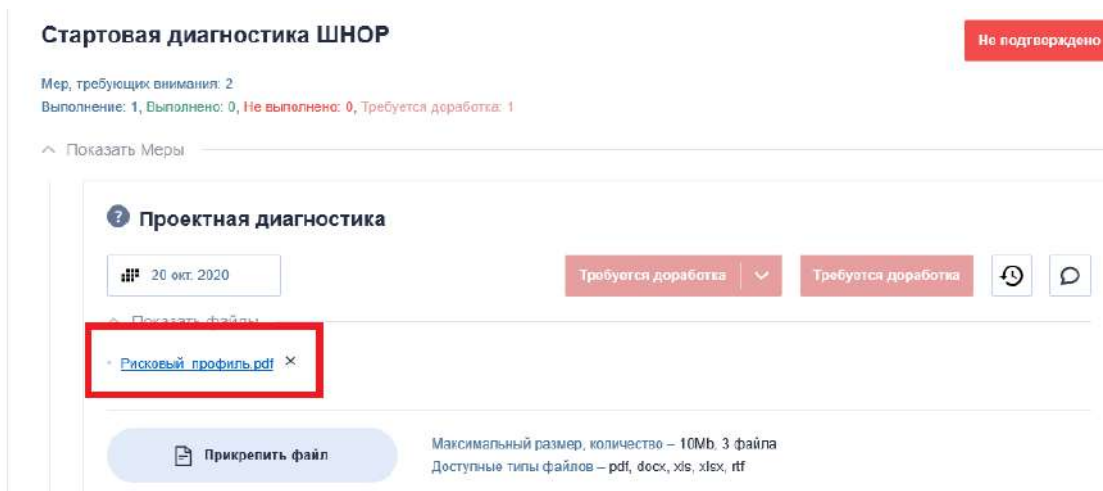 Стартовая диагностика ШНОР
Не подтверждено
Мер, требующих внимания: 2
Выполнение: 1, Выполнено: 0, Не выполнено: 0, Требуется доработка: 1
Показать Меры
? Проектная диагностика
20 окт. 2020
Требуется доработка
Требуется доработка
Показать файлы
Рисковый_профиль.pdf ×
Прикрепить файл
Максимальный размер, количество – 10Mb, 3 файла
Доступные типы файлов – pdf, docx, xls, xlsx, rtf